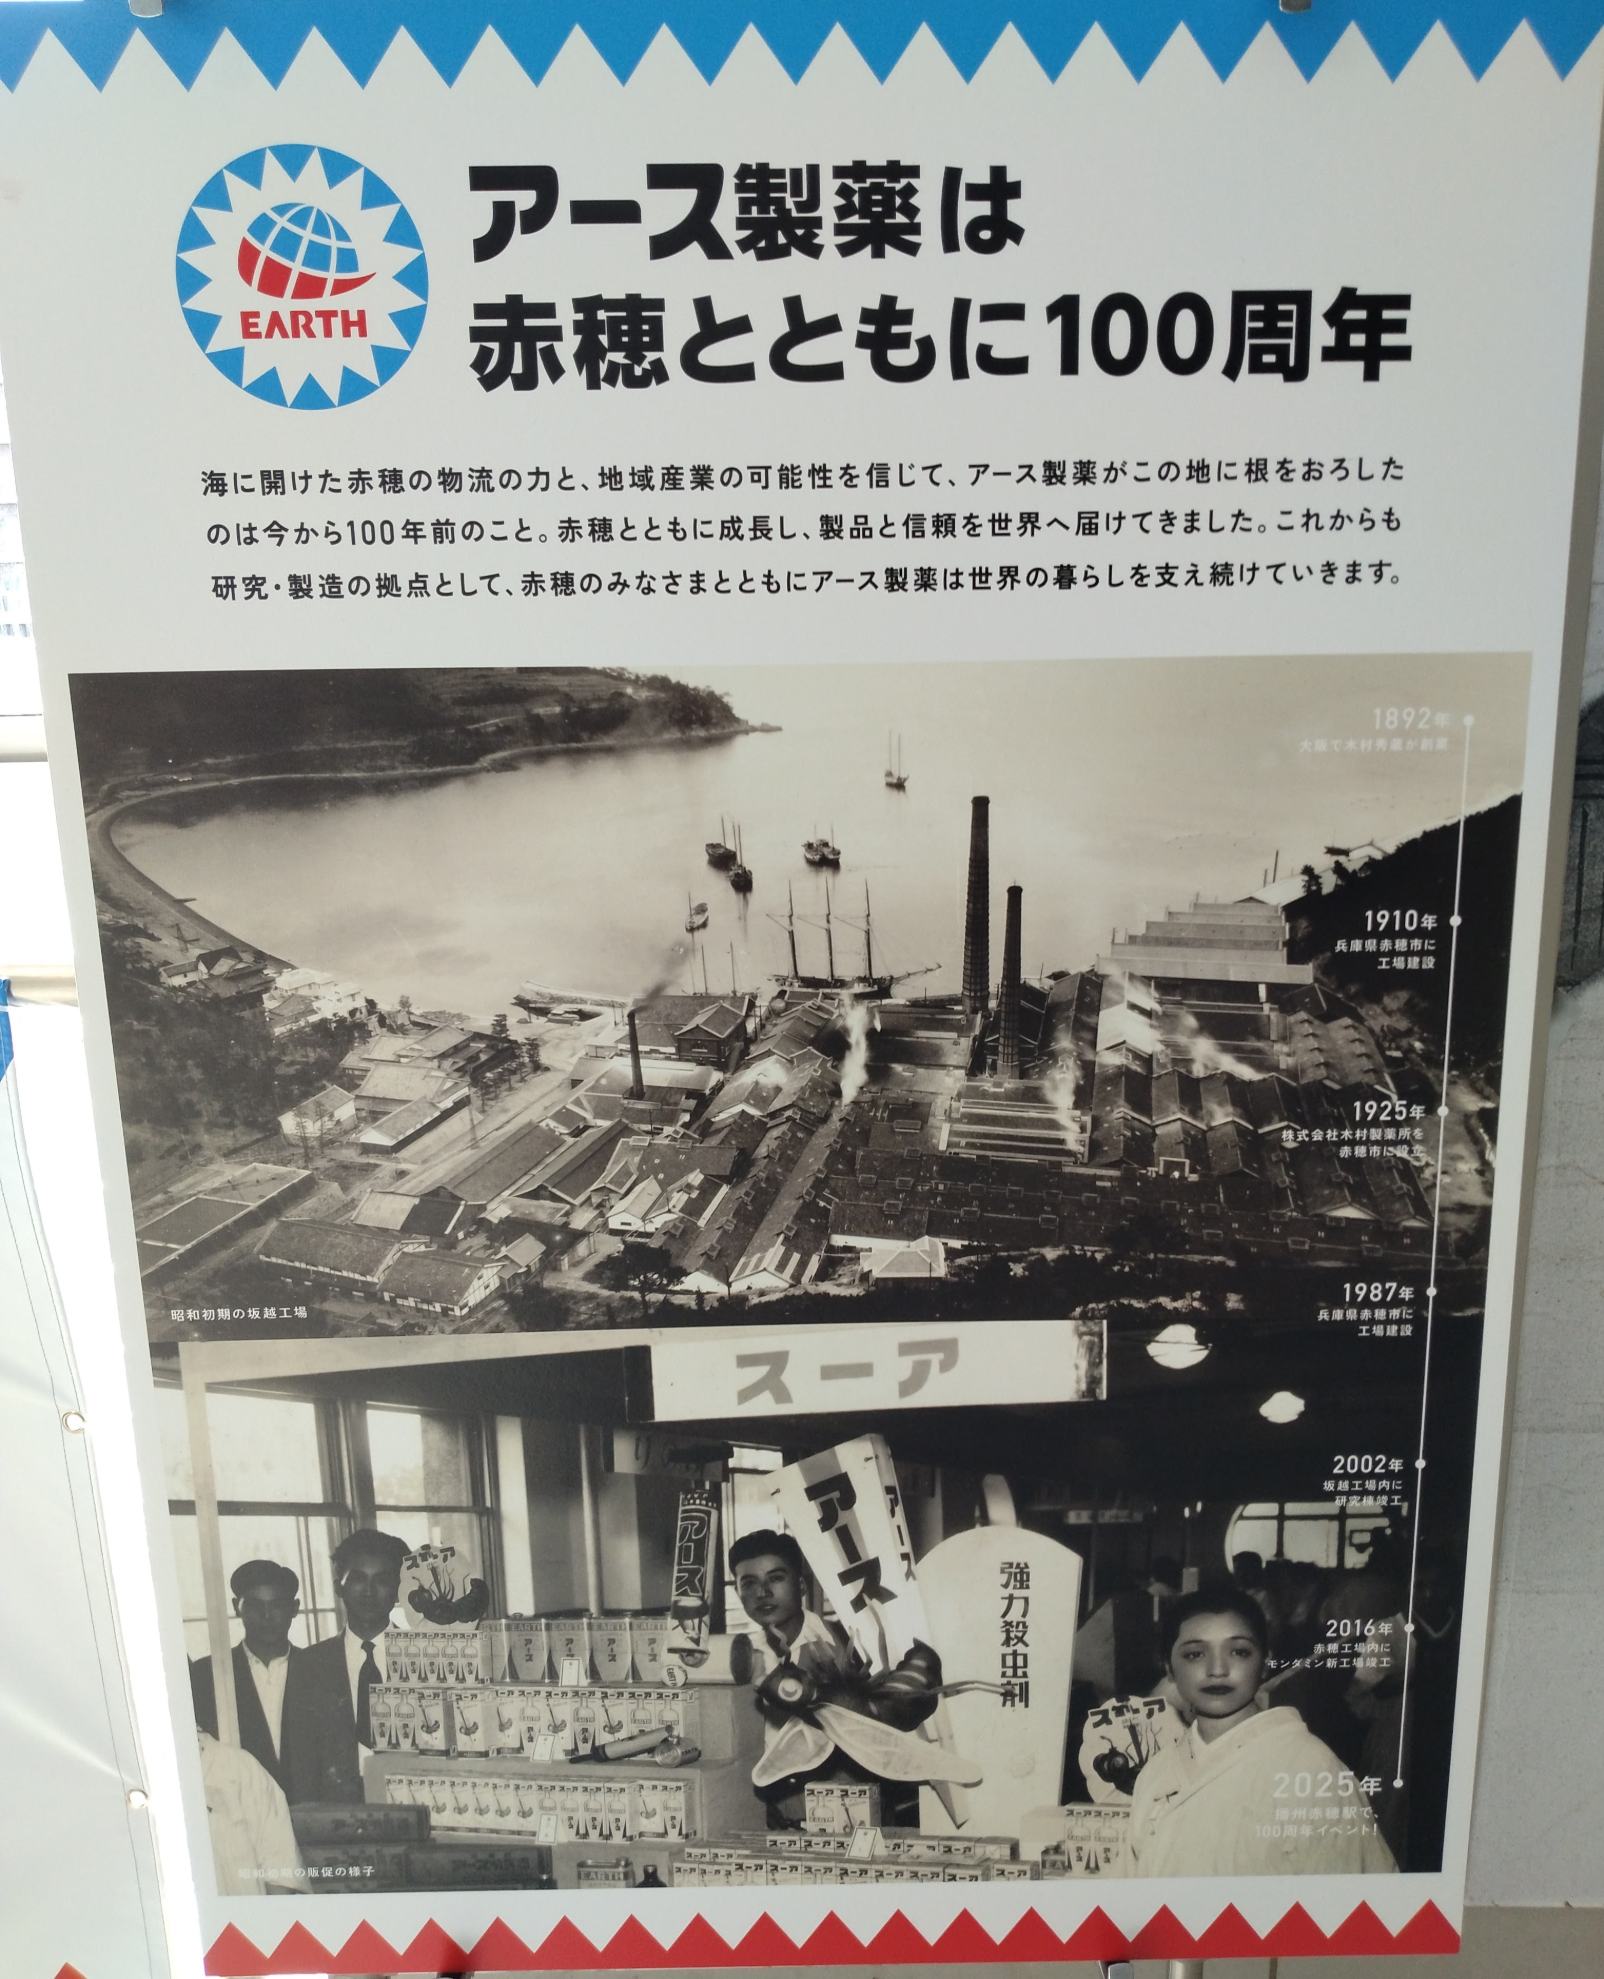 EARTH
アース製薬は
赤穂とともに100周年
海に開けた赤穂の物流の力と、地域産業の可能性を信じて、アース製薬がこの地に根をおろした
のは今から100年前のこと。赤穂とともに成長し、製品と信頼を世界へ届けてきました。これからも
研究・製造の拠点として、赤穂のみなさまとともにアース製薬は世界の暮らしを支え続けていきます。
1892年
大阪で木村秀蔵が創業
1910年
兵庫県赤穂市に
工場建設
1925年
株式会社木村製薬所を
赤穂市に設立
1987年
兵庫県赤穂市に
工場建設
2002年
坂越工場内に
研究棟竣工
2016年
赤穂工場内に
モンダミン新工場竣工
2025年
播州赤穂駅で、
100周年イベント!
昭和初期の坂越工場
スーア
アース
アース
アース
強力殺虫剤
スーア
スーア
EARTH
昭和初期の販促の様子